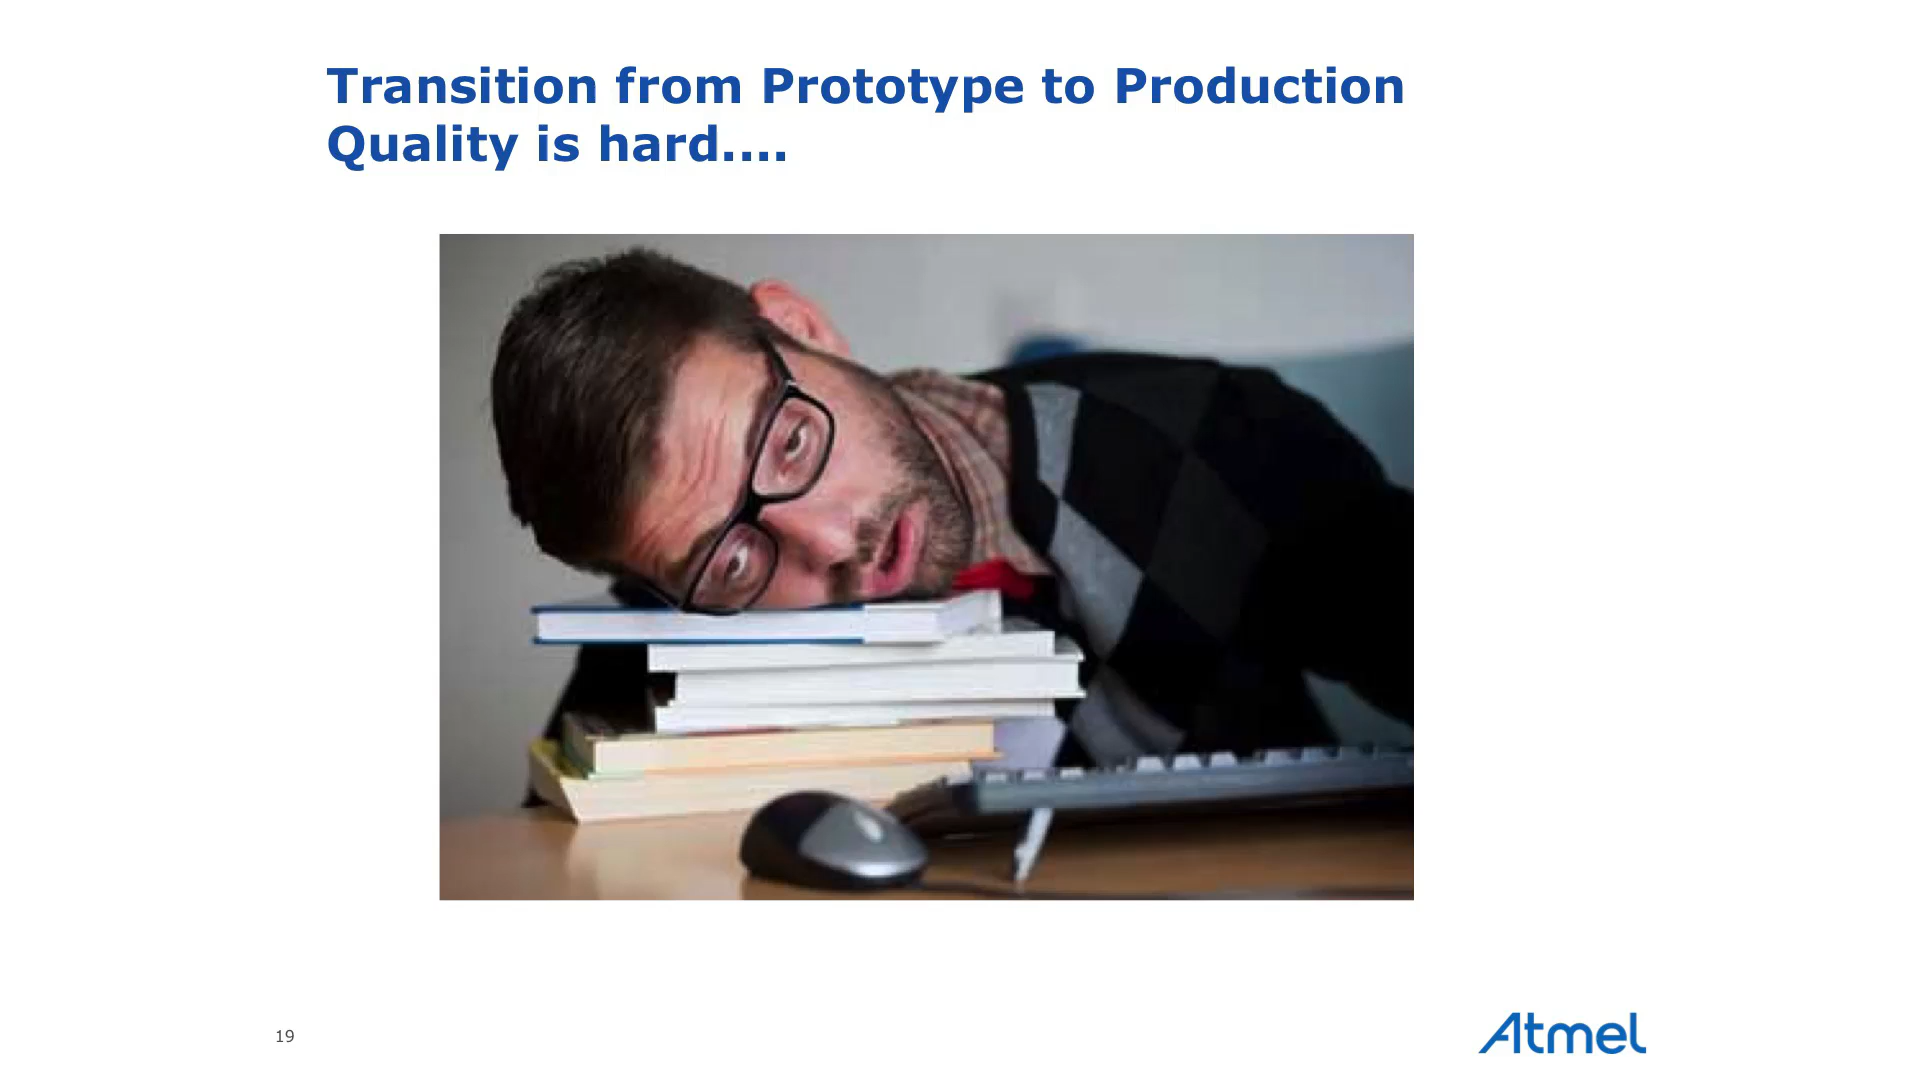 Transition from Prototype to Production
Quality is hard....
19
Atmel